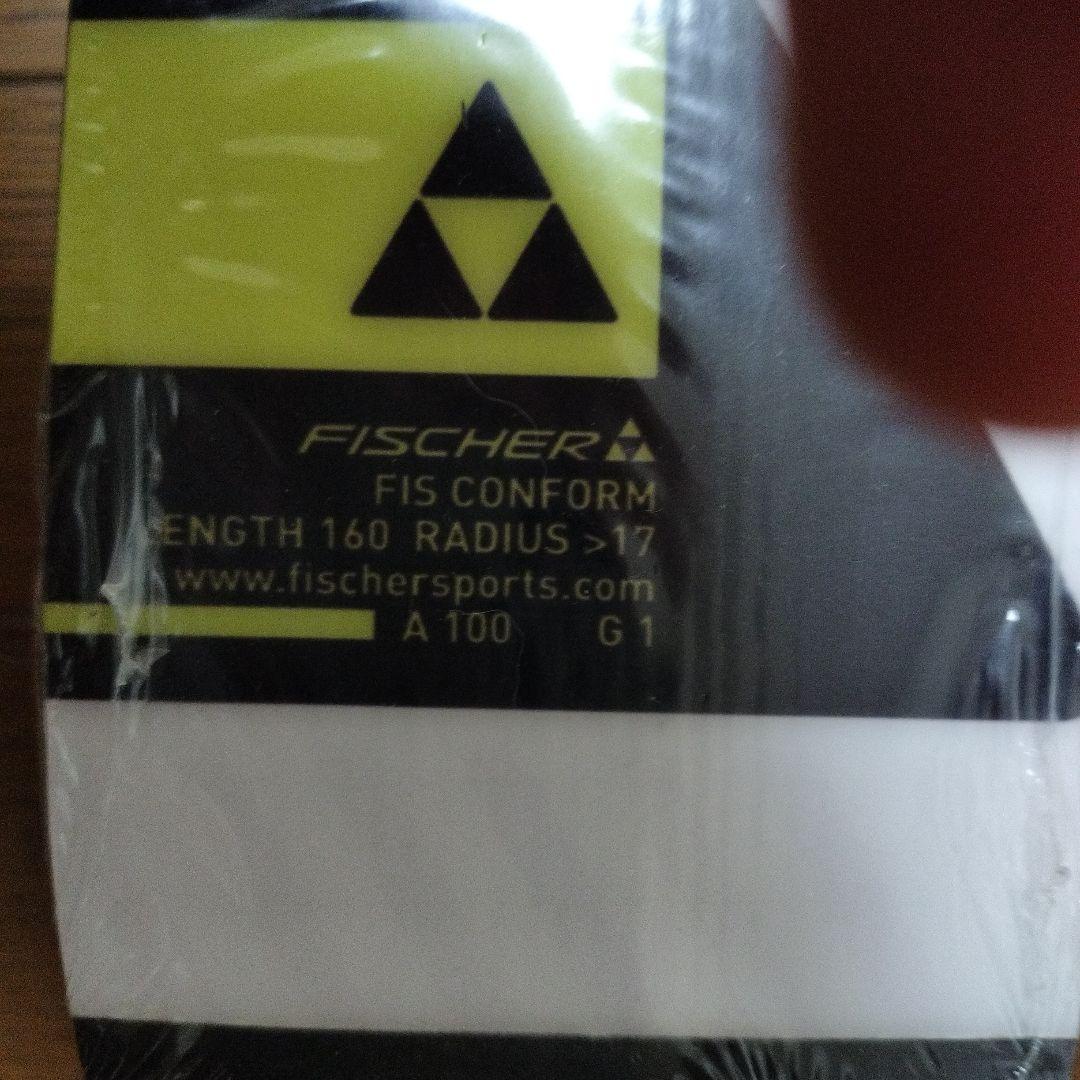 FISCHER
FIS CONFORM
ENGTH 160 RADIUS >17
www.fischersports.com
A 100 G 1